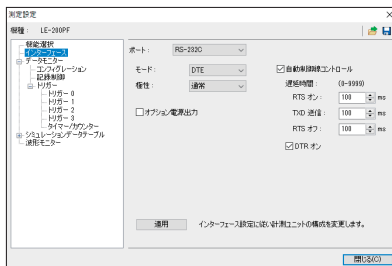 測定設定
機種： LE-200PF
機能選択
インターフェース
データモニター
コンフィグレーション
記録制御
トリガー
トリガー 0
トリガー 1
トリガー 2
トリガー 3
タイマー/カウンター
シミュレーションデータテーブル
波形モニター
ポート： RS-232C
モード： DTE
極性： 通常
オプション電源出力
自動制御線コントロール
遅延時間： (0-9999)
RTS オン： 100 ms
TXD 送信： 100 ms
RTS オフ： 100 ms
DTR オン
適用 インターフェース設定に従い計測ユニットの構成を変更します。
閉じる(C)